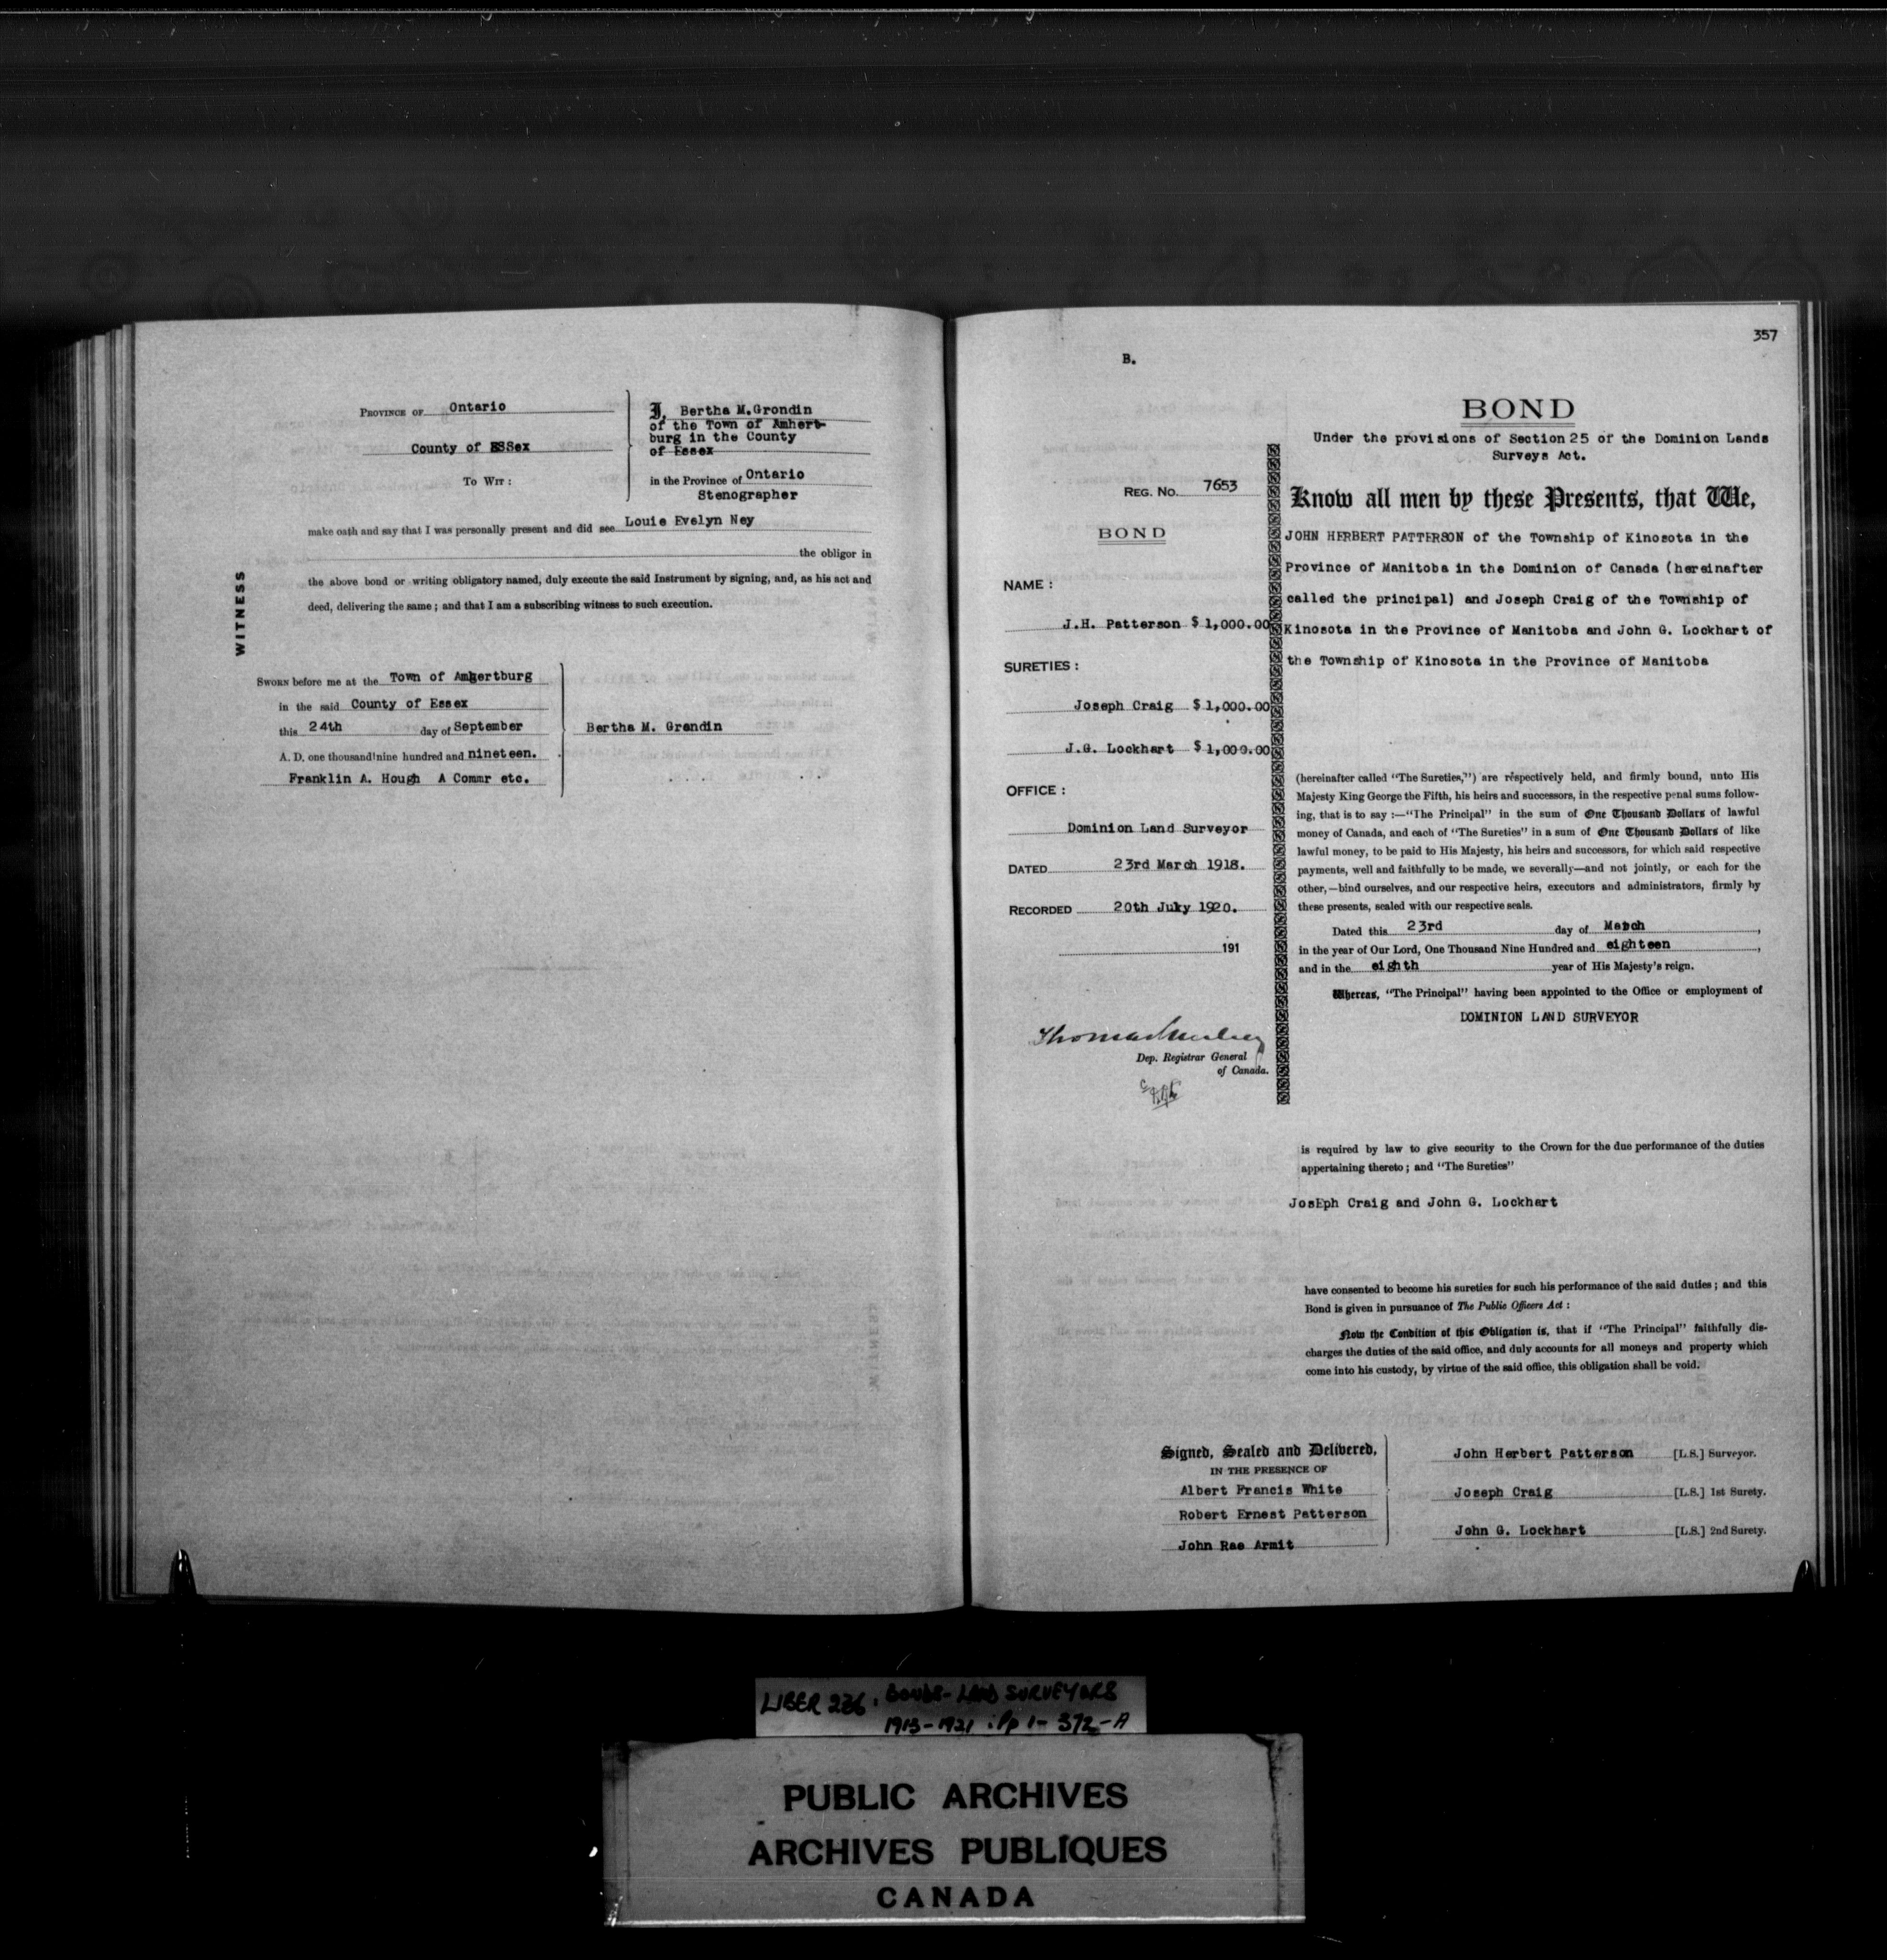 PROVINCE OF Ontario
County of ESSex
TO WIT :
I, Bertha M.Grondin
of the Town of Amhert-
burg in the County
of Essex
in the Province of Ontario
Stenographer
make oath and say that I was personally present and did see Louie Evelyn Ney
the obligor in
the above bond or writing obligatory named, duly execute the said Instrument by signing, and, as his act and
deed, delivering the same ; and that I am a subscribing witness to such execution.
WITNESS
SWORN before me at the Town of Amhertburg
in the said County of Essex
this 24th day of September
A. D. one thousand nine hundred and nineteen.
Franklin A. Hough A Commr etc.
Bertha M. Grandin
357
B.
REG. No. 7653
BOND
NAME :
J.H. Patterson $ 1,000.00
SURETIES :
Joseph Craig $ 1,000.00
J.G. Lockhart $ 1,000.00
OFFICE :
Dominion Land Surveyor
DATED 23rd March 1918.
RECORDED 20th Juky 1920.
191
Dep. Registrar General
of Canada.
BOND
Under the provisions of Section 25 of the Dominion Lands
Surveys Act.
Know all men by these Presents, that We,
JOHN HERBERT PATTERSON of the Township of Kinosota in the
Province of Manitoba in the Dominion of Canada (hereinafter
called the principal) and Joseph Craig of the Township of
Kinosota in the Province of Manitoba and John G. Lockhart of
the Township of Kinosota in the Province of Manitoba
(hereinafter called "The Sureties,") are respectively held, and firmly bound, unto His
Majesty King George the Fifth, his heirs and successors, in the respective penal sums follow-
ing, that is to say :—"The Principal" in the sum of One Thousand Dollars of lawful
money of Canada, and each of "The Sureties" in a sum of One Thousand Dollars of like
lawful money, to be paid to His Majesty, his heirs and successors, for which said respective
payments, well and faithfully to be made, we severally—and not jointly, or each for the
other,—bind ourselves, and our respective heirs, executors and administrators, firmly by
these presents, sealed with our respective seals.
Dated this 23rd day of March ,
in the year of Our Lord, One Thousand Nine Hundred and eighteen ,
and in the eighth year of His Majesty's reign.
Whereas, "The Principal" having been appointed to the Office or employment of
DOMINION LAND SURVEYOR
is required by law to give security to the Crown for the due performance of the duties
appertaining thereto ; and "The Sureties"
JosEph Craig and John G. Lockhart
have consented to become his sureties for such his performance of the said duties ; and this
Bond is given in pursuance of The Public Officers Act :
Now the Condition of this Obligation is, that if "The Principal" faithfully dis-
charges the duties of the said office, and duly accounts for all moneys and property which
come into his custody, by virtue of the said office, this obligation shall be void.
Signed, Sealed and Delivered,
IN THE PRESENCE OF
Albert Francis White
Robert Ernest Patterson
John Rae Armit
John Herbert Patterson [L.S.] Surveyor.
Joseph Craig [L.S.] 1st Surety.
John G. Lockhart [L.S.] 2nd Surety.
LIBER 226 : BONDS - LAND SURVEYORS
1913-1921 : Pp 1 - 372-A
PUBLIC ARCHIVES
ARCHIVES PUBLIQUES
CANADA